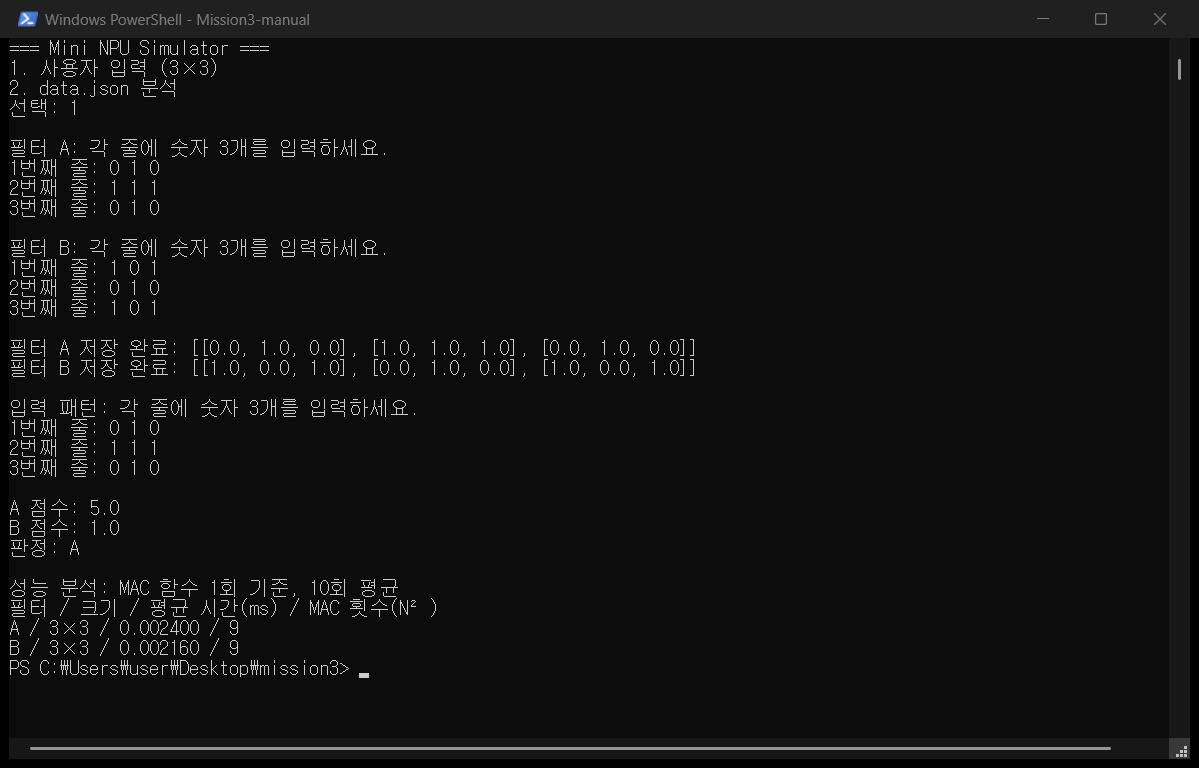 Windows PowerShell - Mission3-manual
=== Mini NPU Simulator ===
1. 사용자 입력 (3×3)
2. data.json 분석
선택: 1
필터 A: 각 줄에 숫자 3개를 입력하세요.
1번째 줄: 0 1 0
2번째 줄: 1 1 1
3번째 줄: 0 1 0
필터 B: 각 줄에 숫자 3개를 입력하세요.
1번째 줄: 1 0 1
2번째 줄: 0 1 0
3번째 줄: 1 0 1
필터 A 저장 완료: [[0.0, 1.0, 0.0], [1.0, 1.0, 1.0], [0.0, 1.0, 0.0]]
필터 B 저장 완료: [[1.0, 0.0, 1.0], [0.0, 1.0, 0.0], [1.0, 0.0, 1.0]]
입력 패턴: 각 줄에 숫자 3개를 입력하세요.
1번째 줄: 0 1 0
2번째 줄: 1 1 1
3번째 줄: 0 1 0
A 점수: 5.0
B 점수: 1.0
판정: A
성능 분석: MAC 함수 1회 기준, 10회 평균
필터 / 크기 / 평균 시간(ms) / MAC 횟수(N² )
A / 3×3 / 0.002400 / 9
B / 3×3 / 0.002160 / 9
PS C:₩Users₩user₩Desktop₩mission3>